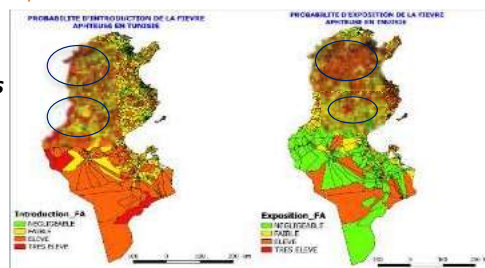 PROBABILITE D'INTRODUCTION DE LA FIEVRE
APHTEUSE EN TUNISIE
Introduction_FA
NEGLIGEABLE
FAIBLE
ELEVE
TRES ELEVE
PROBABILITE D'EXPOSITION DE LA FIEVRE
APHTEUSE EN TUNISIE
Exposition_FA
NEGLIGEABLE
FAIBLE
ELEVE
TRES ELEVE